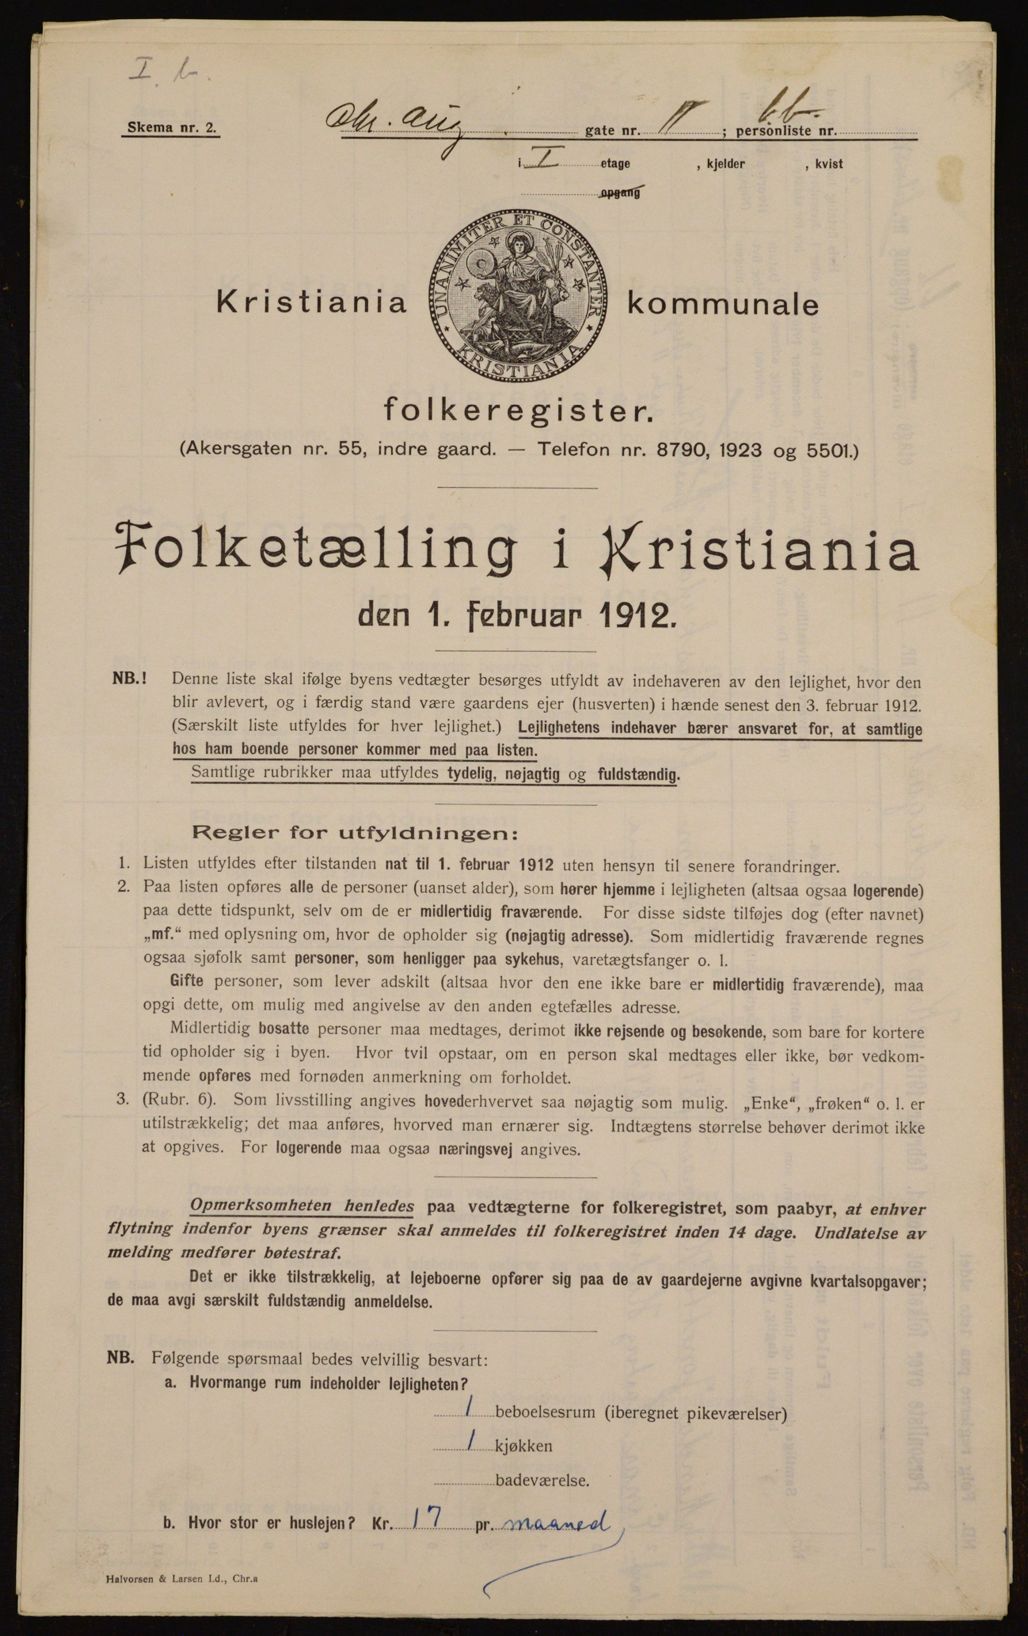 I. b.
Skema nr. 2.
Chr. Aug. gate nr. 11 ; personliste nr. bb.
i I etage , kjelder , kvist
opgang
UNANIMITER ET CONSTANTER
KRISTIANIA
Kristiania kommunale
folkeregister.
(Akersgaten nr. 55, indre gaard. — Telefon nr. 8790, 1923 og 5501.)
Folketælling i Kristiania
den 1. februar 1912.
NB.! Denne liste skal ifølge byens vedtægter besørges utfyldt av indehaveren av den lejlighet, hvor den
blir avlevert, og i færdig stand være gaardens ejer (husverten) i hænde senest den 3. februar 1912.
(Særskilt liste utfyldes for hver lejlighet.) Lejlighetens indehaver bærer ansvaret for, at samtlige
hos ham boende personer kommer med paa listen.
Samtlige rubrikker maa utfyldes tydelig, nøjagtig og fuldstændig.
Regler for utfyldningen:
1. Listen utfyldes efter tilstanden nat til 1. februar 1912 uten hensyn til senere forandringer.
2. Paa listen opføres alle de personer (uanset alder), som hører hjemme i lejligheten (altsaa ogsaa logerende)
paa dette tidspunkt, selv om de er midlertidig fraværende. For disse sidste tilføjes dog (efter navnet)
„mf.“ med oplysning om, hvor de opholder sig (nøjagtig adresse). Som midlertidig fraværende regnes
ogsaa sjøfolk samt personer, som henligger paa sykehus, varetægtsfanger o. l.
Gifte personer, som lever adskilt (altsaa hvor den ene ikke bare er midlertidig fraværende), maa
opgi dette, om mulig med angivelse av den anden egtefælles adresse.
Midlertidig bosatte personer maa medtages, derimot ikke rejsende og besøkende, som bare for kortere
tid opholder sig i byen. Hvor tvil opstaar, om en person skal medtages eller ikke, bør vedkom-
mende opføres med fornøden anmerkning om forholdet.
3. (Rubr. 6). Som livsstilling angives hovederhvervet saa nøjagtig som mulig. „Enke“, „frøken“ o. l. er
utilstrækkelig; det maa anføres, hvorved man ernærer sig. Indtægtens størrelse behøver derimot ikke
at opgives. For logerende maa ogsaa næringsvej angives.
Opmerksomheten henledes paa vedtægterne for folkeregistret, som paabyr, at enhver
flytning indenfor byens grænser skal anmeldes til folkeregistret inden 14 dage. Undlatelse av
melding medfører bøtestraf.
Det er ikke tilstrækkelig, at lejeboerne opfører sig paa de av gaardejerne avgivne kvartalsopgaver;
de maa avgi særskilt fuldstændig anmeldelse.
NB. Følgende spørsmaal bedes velvillig besvart:
a. Hvormange rum indeholder lejligheten?
1 beboelsesrum (iberegnet pikeværelser)
1 kjøkken
badeværelse.
b. Hvor stor er huslejen? Kr. 17 pr. maaned
Halvorsen & Larsen Ld., Chr.a